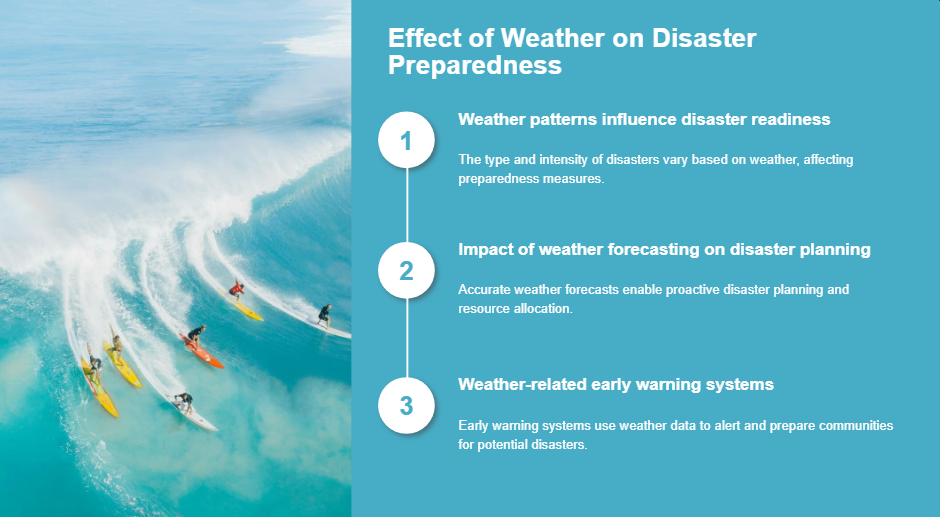 Effect of Weather on Disaster
Preparedness
1
Weather patterns influence disaster readiness
The type and intensity of disasters vary based on weather, affecting
preparedness measures.
2
Impact of weather forecasting on disaster planning
Accurate weather forecasts enable proactive disaster planning and
resource allocation.
3
Weather-related early warning systems
Early warning systems use weather data to alert and prepare communities
for potential disasters.